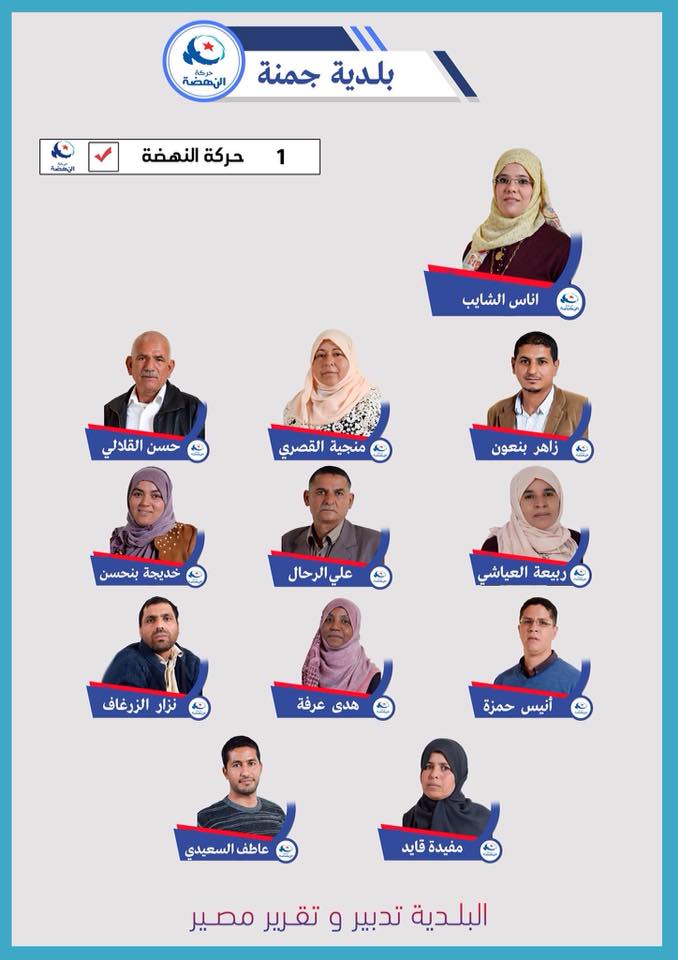 بلدية جمنة
حركة
النهضة
1 حركة النهضة
حركة
النهضة
اناس الشايب
زاهر بنعون
منجية القصري
حسن القلالي
ربيعة العياشي
علي الرحال
خديجة بنحسن
أنيس حمزة
هدى عرفة
نزار الزرغاف
مفيدة قايد
عاطف السعيدي
البلدية تدبير و تقرير مصير